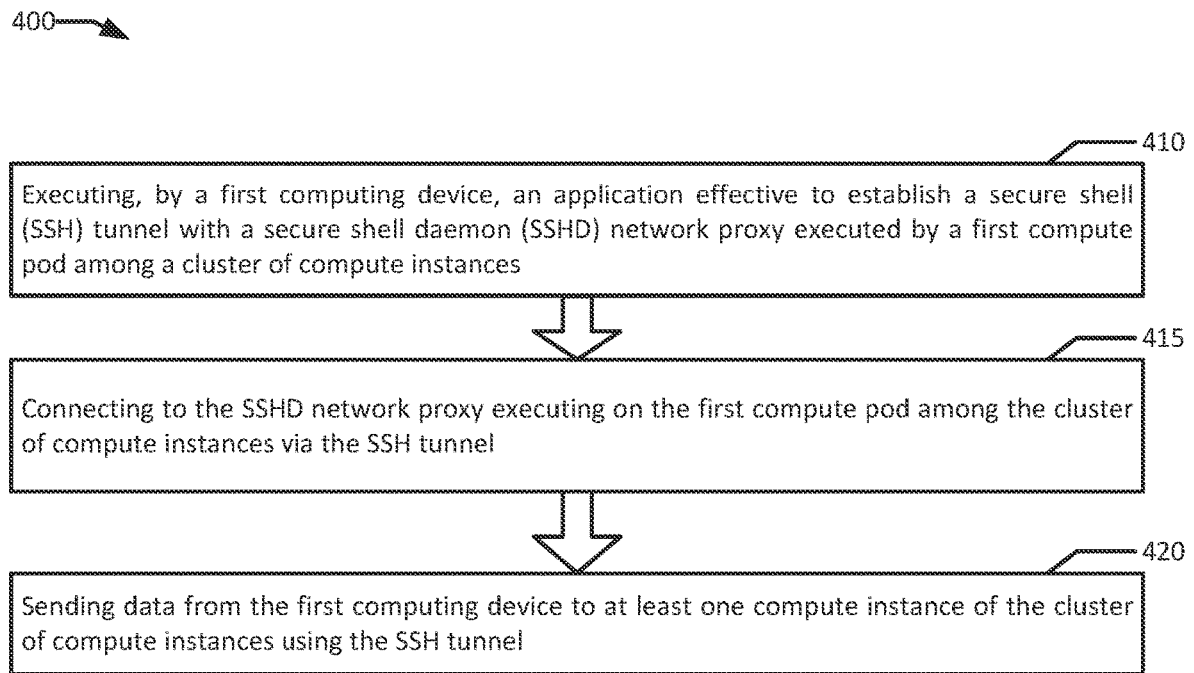 400
410
Executing, by a first computing device, an application effective to establish a secure shell
(SSH) tunnel with a secure shell daemon (SSHD) network proxy executed by a first compute
pod among a cluster of compute instances
415
Connecting to the SSHD network proxy executing on the first compute pod among the cluster
of compute instances via the SSH tunnel
420
Sending data from the first computing device to at least one compute instance of the cluster
of compute instances using the SSH tunnel